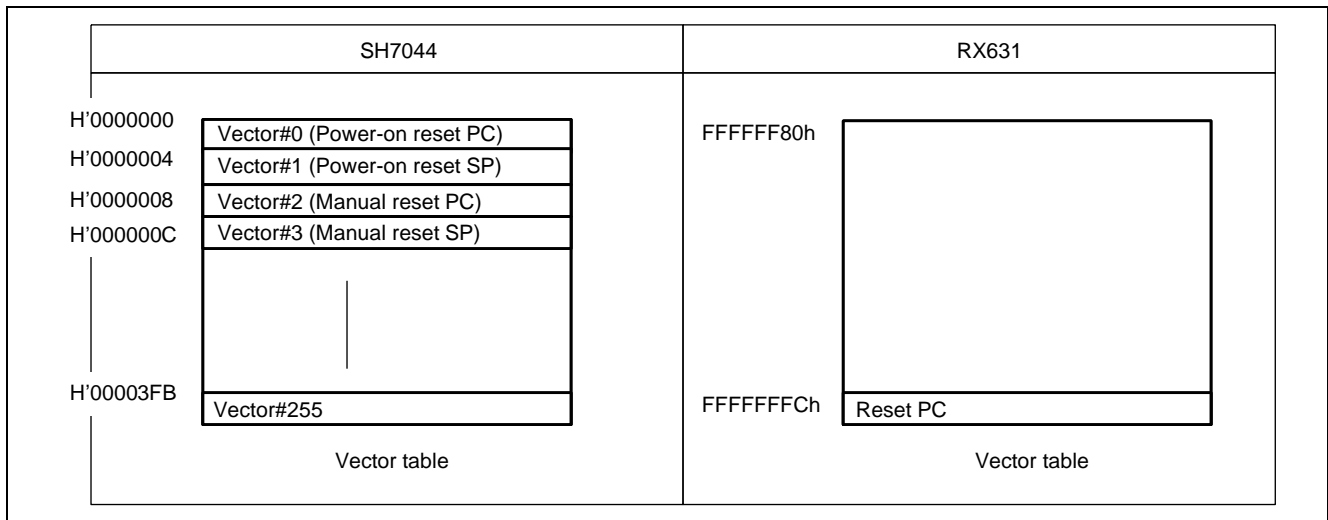 SH7044
RX631
H’0000000
Vector#0 (Power-on reset PC)
H’0000004
Vector#1 (Power-on reset SP)
H’0000008
Vector#2 (Manual reset PC)
H’000000C
Vector#3 (Manual reset SP)
H’00003FB
Vector#255
Vector table
FFFFFF80h
FFFFFFFCh
Reset PC
Vector table